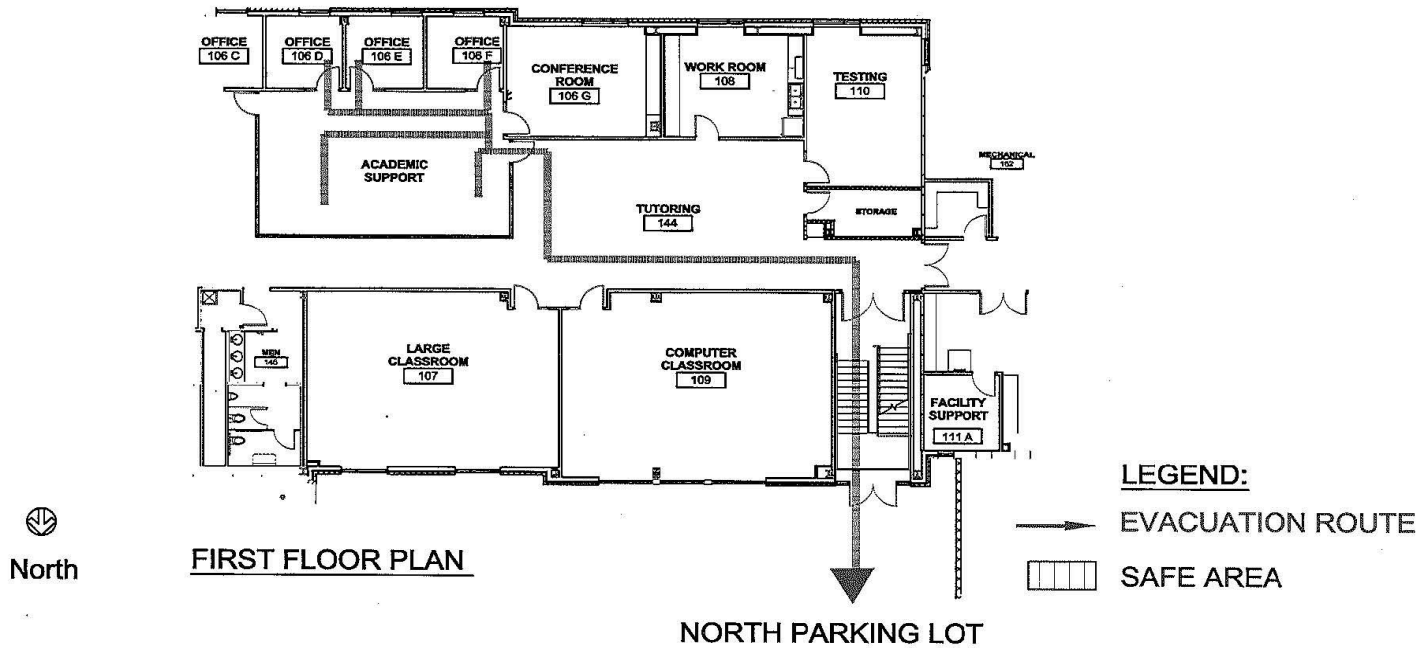 OFFICE
106 C
OFFICE
106 D
OFFICE
106 E
OFFICE
106 F
CONFERENCE
ROOM
106 G
WORK ROOM
108
TESTING
110
MECHANICAL
162
ACADEMIC
SUPPORT
TUTORING
144
STORAGE
MEN
LARGE
CLASSROOM
107
COMPUTER
CLASSROOM
109
FACILITY
SUPPORT
111 A
North
FIRST FLOOR PLAN
LEGEND:
EVACUATION ROUTE
SAFE AREA
NORTH PARKING LOT